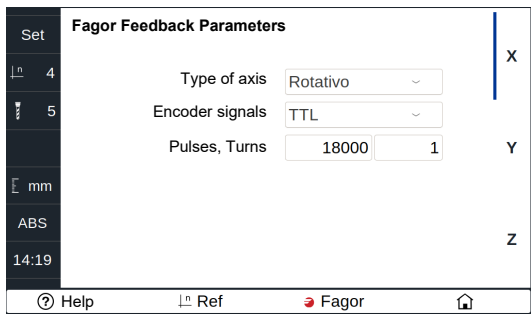 Set
n 4
5
mm
ABS
14:19
Fagor Feedback Parameters
Type of axis Rotativo
Encoder signals TTL
Pulses, Turns 18000 1
X
Y
Z
? Help
n Ref
Fagor